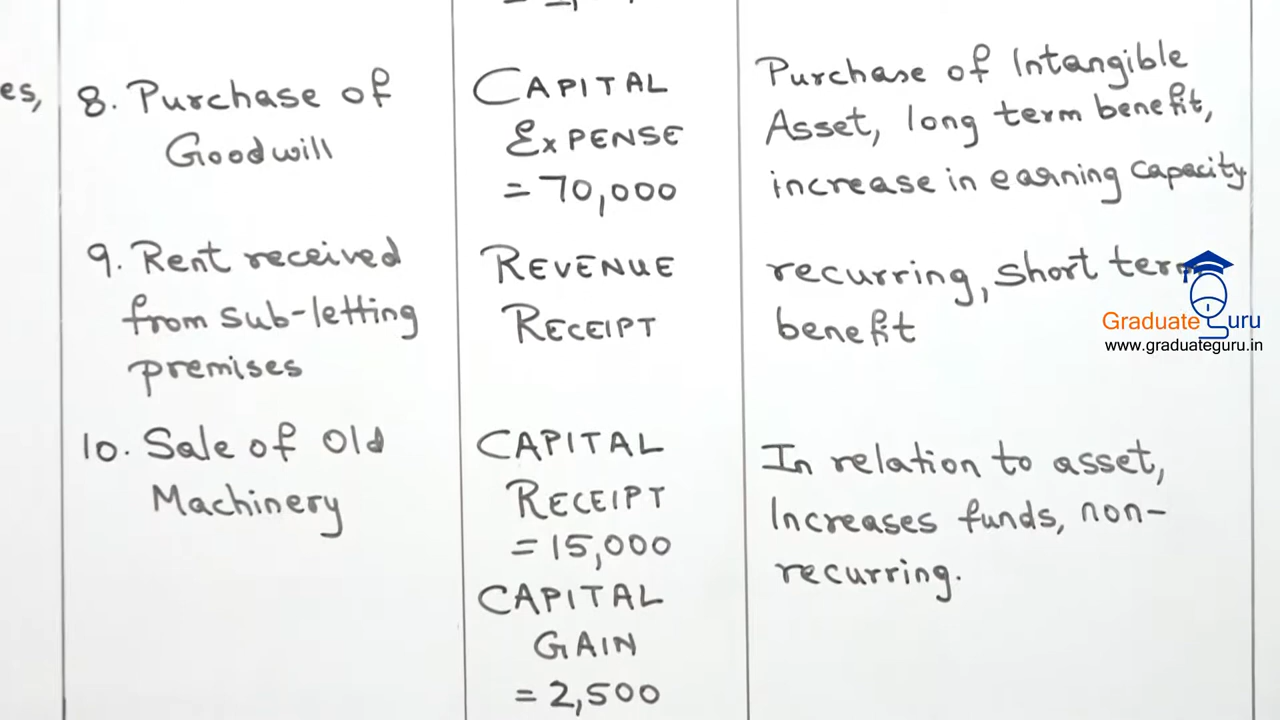 es,
8. Purchase of
Goodwill
CAPITAL
EXPENSE
= 70,000
Purchase of Intangible
Asset, long term benefit,
increase in earning capacity
9. Rent received
from sub-letting
premises
REVENUE
RECEIPT
recurring, short term
benefit
Graduate Guru
www.graduateguru.in
10. Sale of Old
Machinery
CAPITAL
RECEIPT
= 15,000
CAPITAL
GAIN
= 2,500
In relation to asset,
Increases funds, non-
recurring.